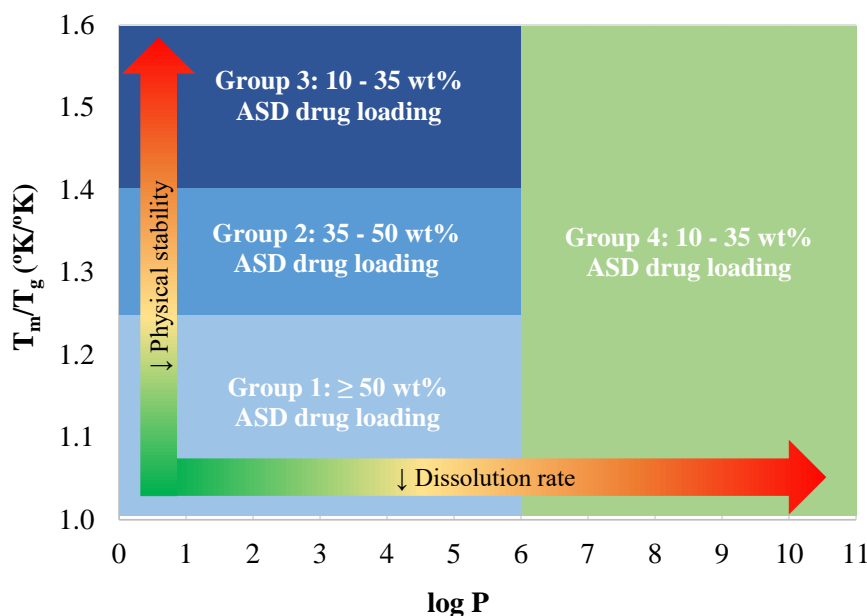 1.6
1.5
1.4
1.3
1.2
1.1
1.0
Tm/Tg (ºK/ºK)
Group 3: 10 - 35 wt%
ASD drug loading
Group 2: 35 - 50 wt%
ASD drug loading
Group 1: ≥ 50 wt%
ASD drug loading
Group 4: 10 - 35 wt%
ASD drug loading
↓ Physical stability
↓ Dissolution rate
0 1 2 3 4 5 6 7 8 9 10 11
log P